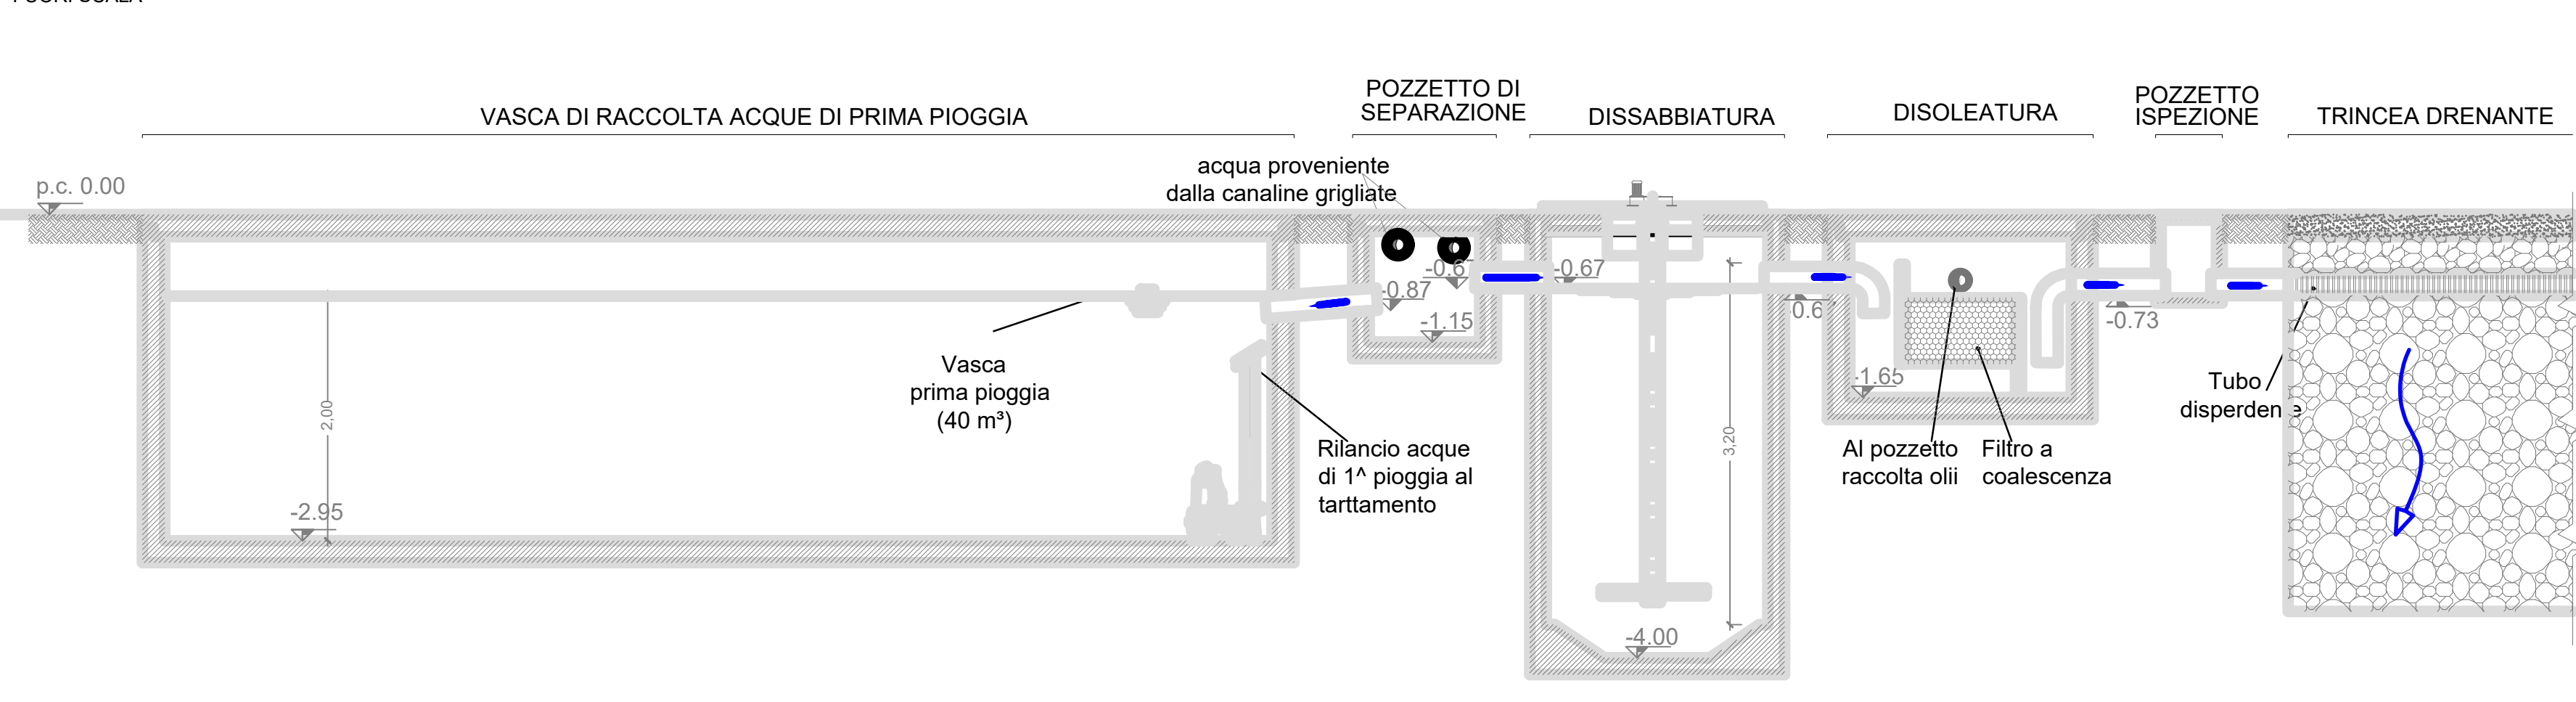 VASCA DI RACCOLTA ACQUE DI PRIMA PIOGGIA
POZZETTO DI
SEPARAZIONE
DISSABBIATURA
DISOLEATURA
POZZETTO
ISPEZIONE
TRINCEA DRENANTE
acqua proveniente
dalla canaline grigliate
p.c. 0.00
-0.67
-0.87
-1.15
-0.73
-1.65
2,00
3,20
-2.95
-4.00
Vasca
prima pioggia
(40 m³)
Rilancio acque
di 1^ pioggia al
tarttamento
Al pozzetto
raccolta olii
Filtro a
coalescenza
Tubo
disperdente